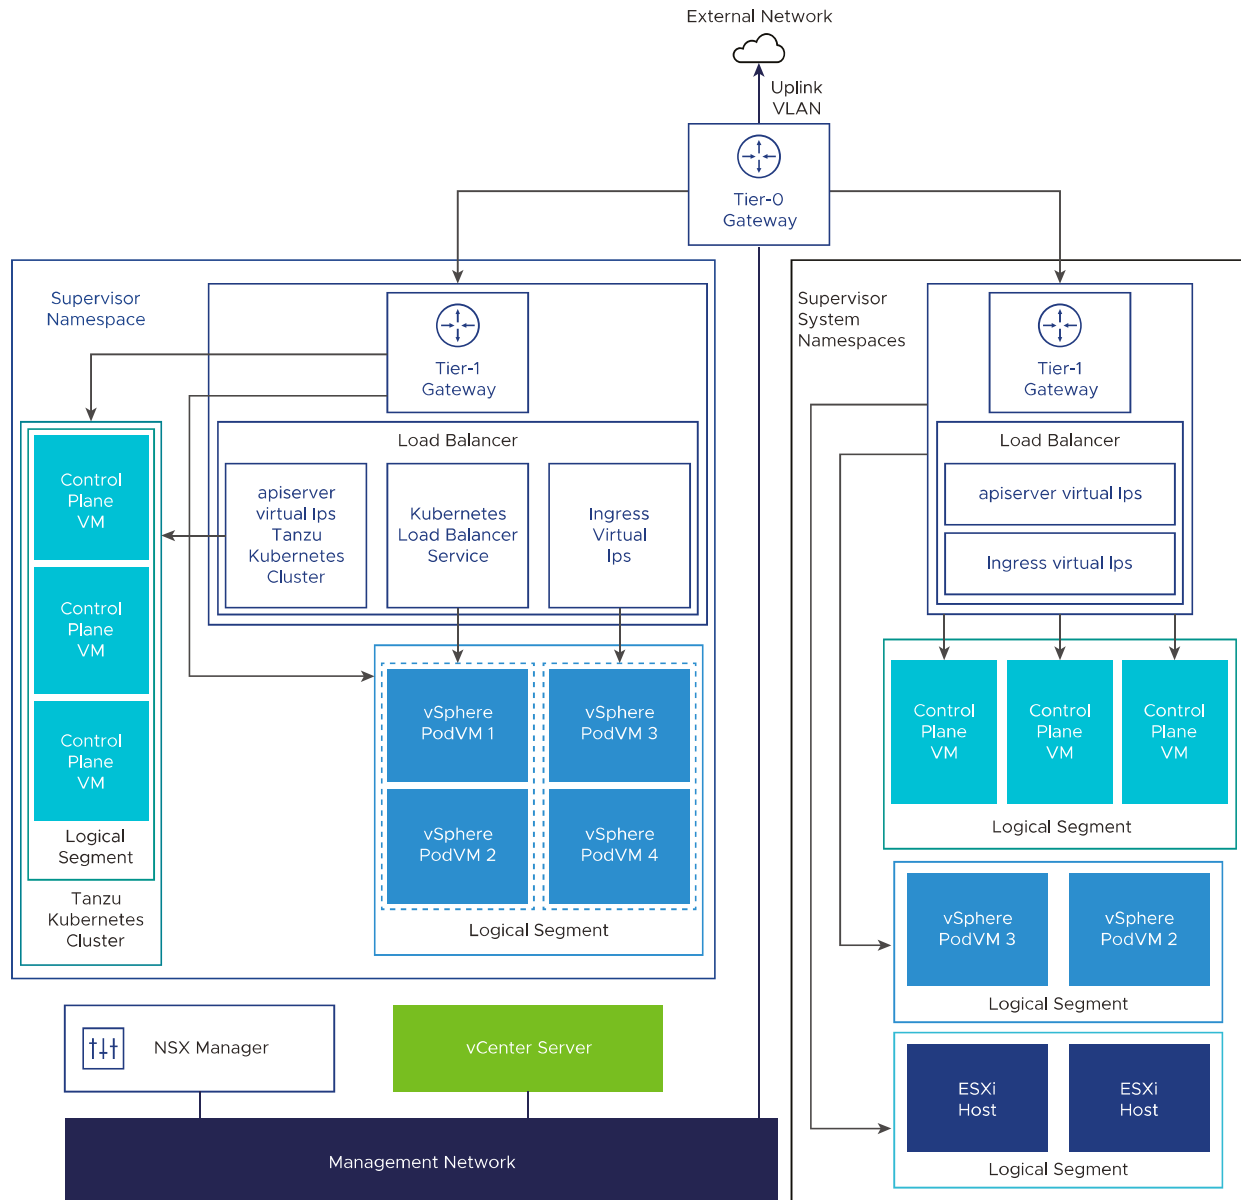 External Network
Uplink
VLAN
Tier-0
Gateway
Supervisor
Namespace
Tier-1
Gateway
Load Balancer
apiserver
virtual Ips
Tanzu
Kubernetes
Cluster
Kubernetes
Load Balancer
Service
Ingress
Virtual
Ips
Control
Plane
VM
Control
Plane
VM
Control
Plane
VM
Logical
Segment
Tanzu
Kubernetes
Cluster
vSphere
PodVM 1
vSphere
PodVM 3
vSphere
PodVM 2
vSphere
PodVM 4
Logical Segment
Supervisor
System
Namespaces
Tier-1
Gateway
Load Balancer
apiserver virtual Ips
Ingress virtual Ips
Control
Plane
VM
Control
Plane
VM
Control
Plane
VM
Logical Segment
vSphere
PodVM 3
vSphere
PodVM 2
Logical Segment
ESXi
Host
ESXi
Host
Logical Segment
NSX Manager
vCenter Server
Management Network